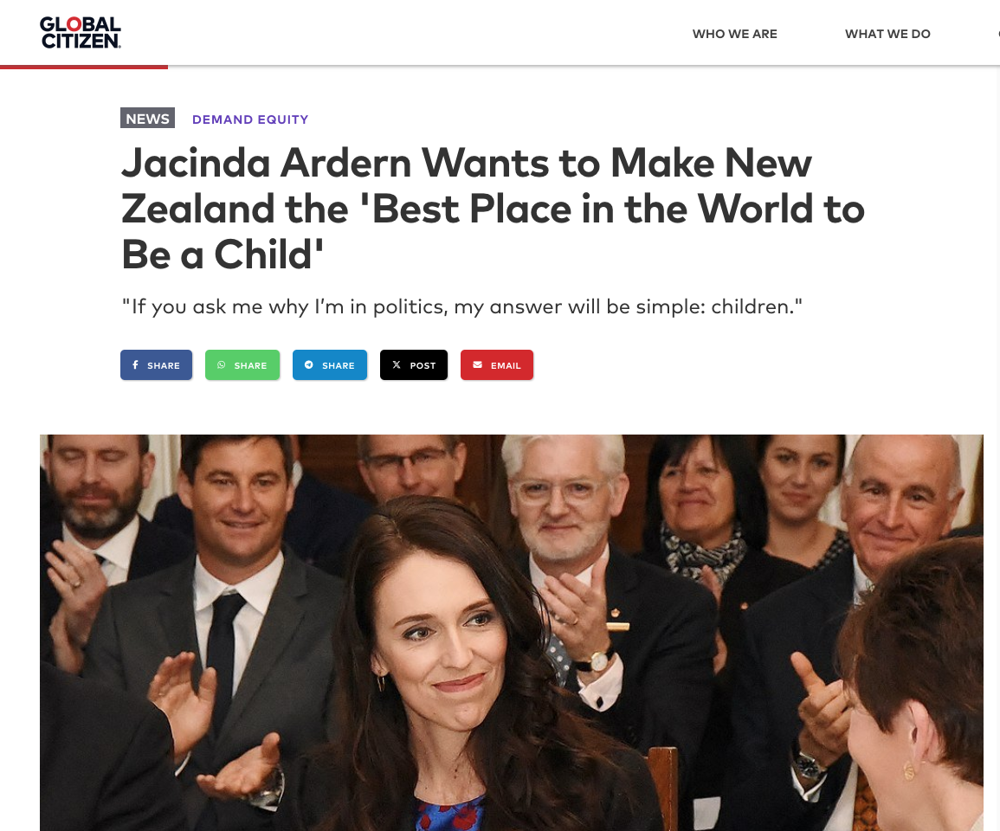 GLOBAL
CITIZEN
WHO WE ARE
WHAT WE DO
NEWS
DEMAND EQUITY
Jacinda Ardern Wants to Make New
Zealand the 'Best Place in the World to
Be a Child'
"If you ask me why I’m in politics, my answer will be simple: children."
SHARE
SHARE
SHARE
POST
EMAIL